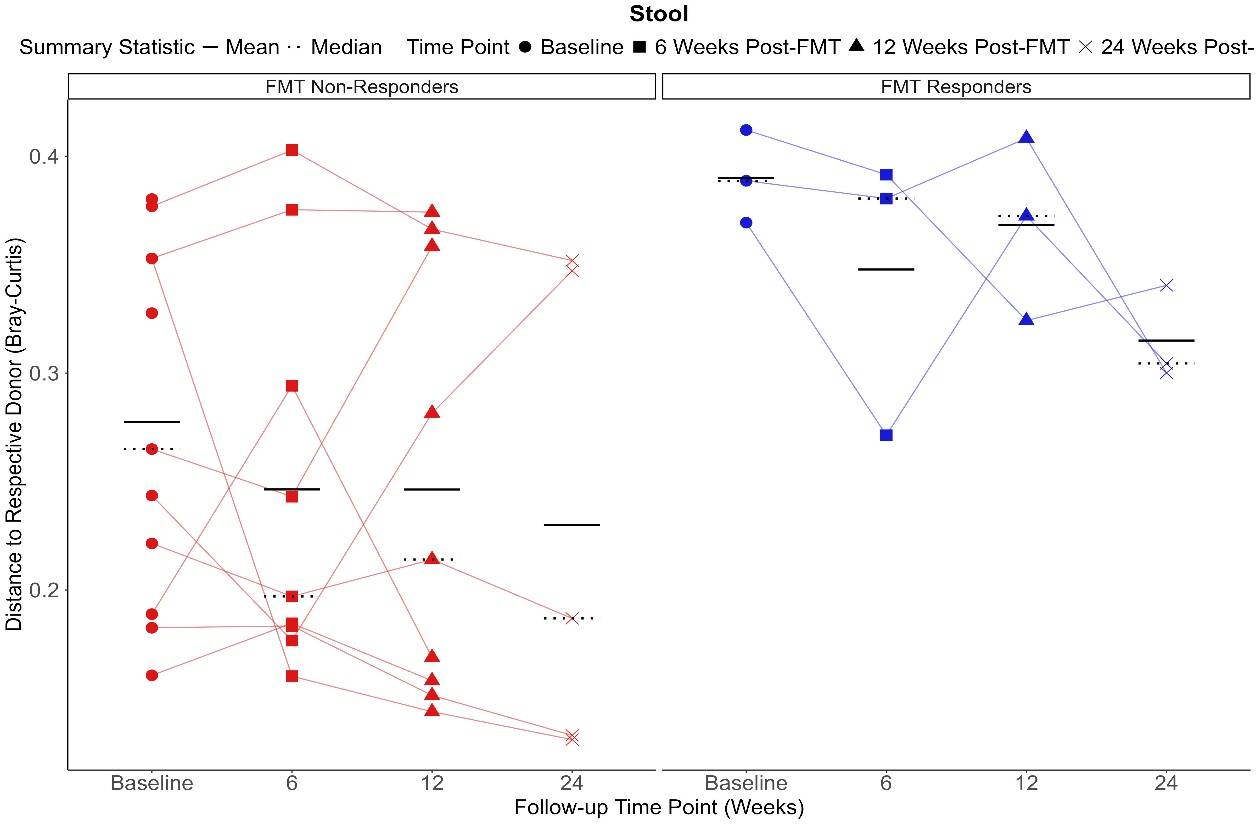 Stool
Summary Statistic Mean Median Time Point Baseline 6 Weeks Post-FMT 12 Weeks Post-FMT 24 Weeks Post-
FMT Non-Responders FMT Responders
Distance to Respective Donor (Bray-Curtis)
0.4
0.3
0.2
Baseline 6 12 24 Baseline 6 12 24
Follow-up Time Point (Weeks)